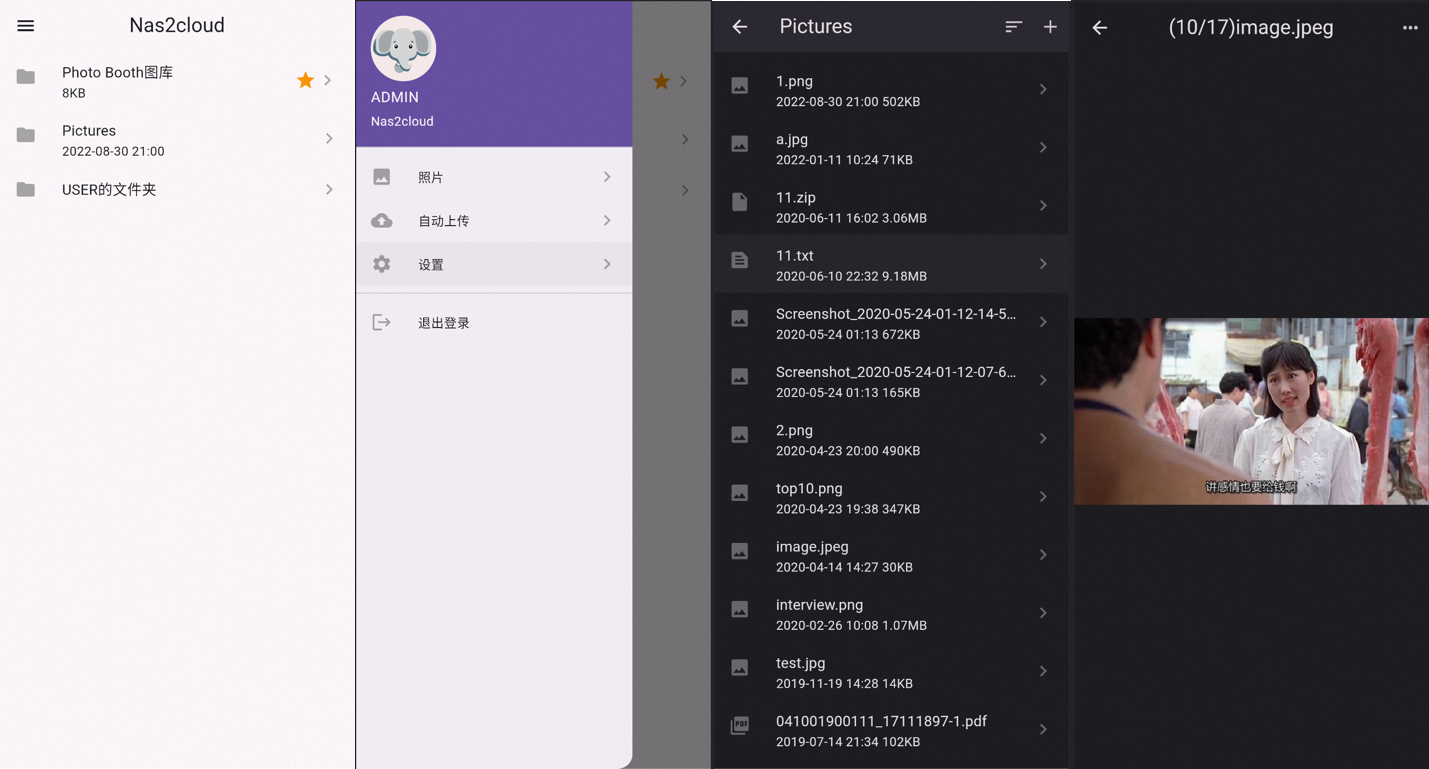 Nas2cloud
Photo Booth图库
8KB
Pictures
2022-08-30 21:00
USER的文件夹
ADMIN
Nas2cloud
照片
自动上传
设置
退出登录
Pictures
1.png
2022-08-30 21:00 502KB
a.jpg
2022-01-11 10:24 71KB
11.zip
2020-06-11 16:02 3.06MB
11.txt
2020-06-10 22:32 9.18MB
Screenshot_2020-05-24-01-12-14-5...
2020-05-24 01:13 672KB
Screenshot_2020-05-24-01-12-07-6...
2020-05-24 01:13 165KB
2.png
2020-04-23 20:00 490KB
top10.png
2020-04-23 19:38 347KB
image.jpeg
2020-04-14 14:27 30KB
interview.png
2020-02-26 10:08 1.07MB
test.jpg
2019-11-19 14:28 14KB
PDF
041001900111_17111897-1.pdf
2019-07-14 21:34 102KB
(10/17)image.jpeg
讲感情也要给钱啊